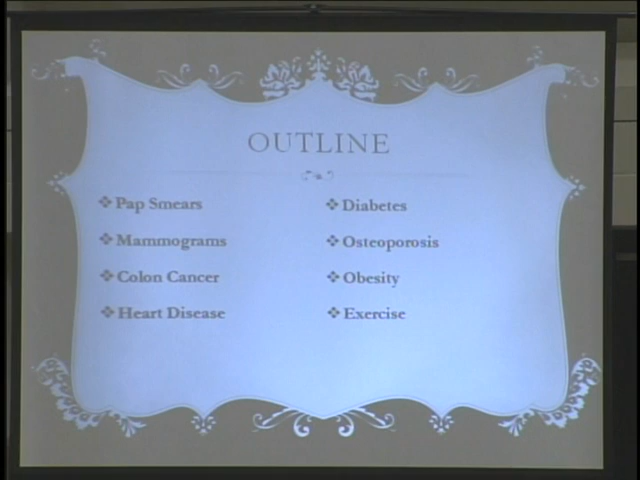 OUTLINE
❖ Pap Smears
❖ Mammograms
❖ Colon Cancer
❖ Heart Disease
❖ Diabetes
❖ Osteoporosis
❖ Obesity
❖ Exercise